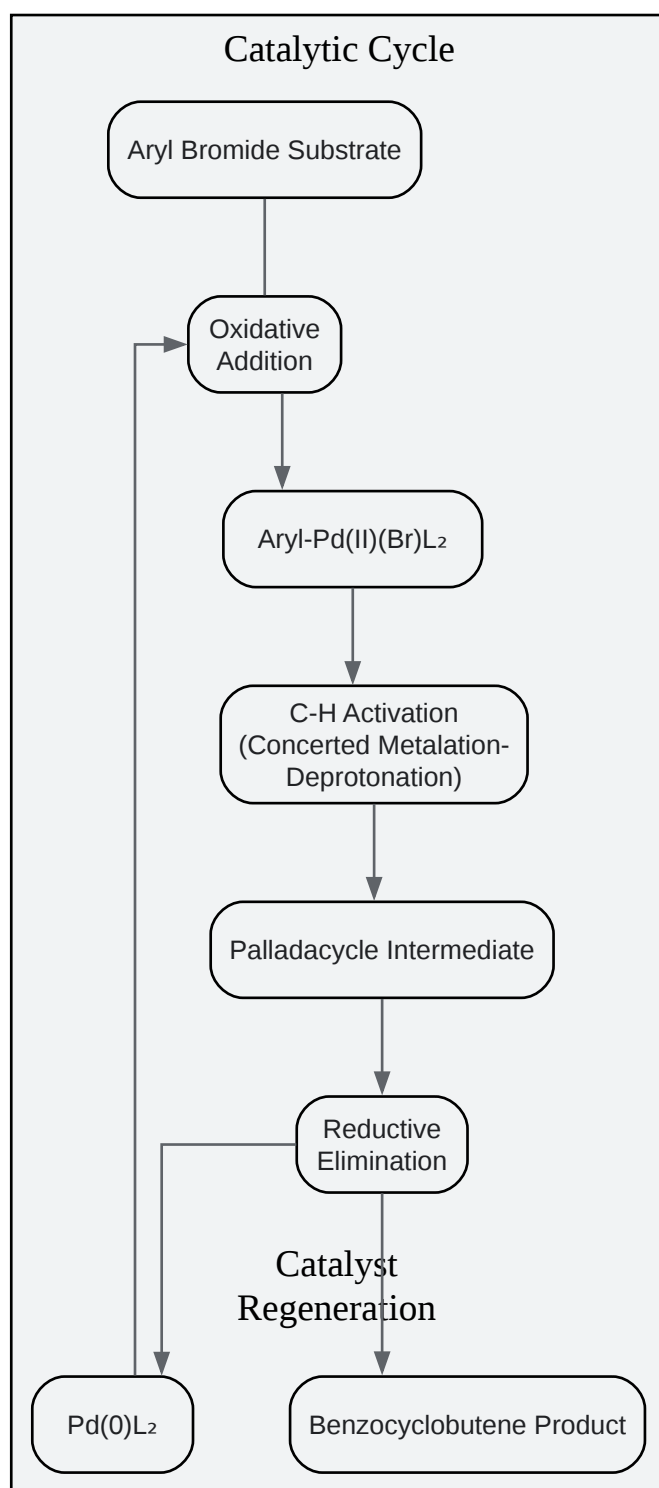 Catalytic Cycle
Aryl Bromide Substrate
Oxidative
Addition
Aryl-Pd(II)(Br)L₂
C-H Activation
(Concerted Metalation-
Deprotonation)
Palladacycle Intermediate
Reductive
Elimination
Catalyst
Regeneration
Pd(0)L₂
Benzocyclobutene Product